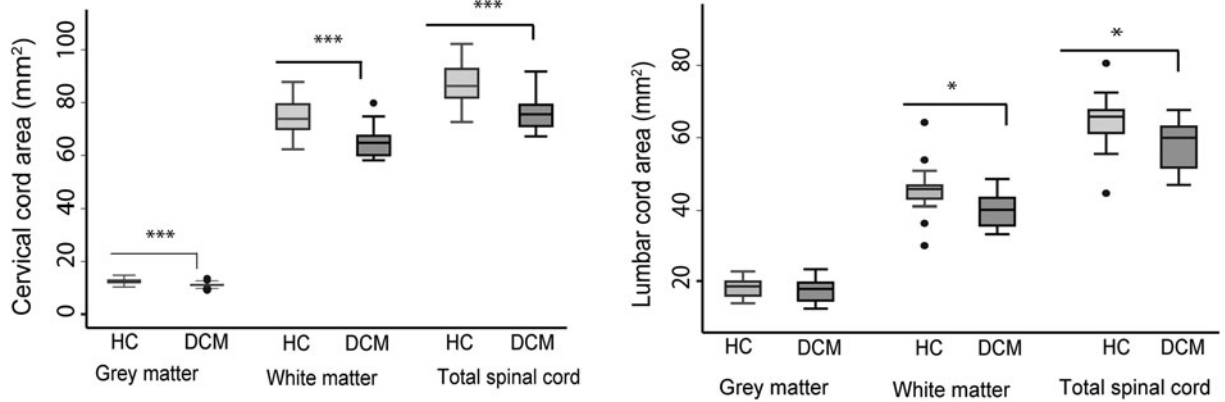 Cervical cord area (mm²)
100
80
60
40
20
0
***
***
***
HC
DCM
HC
DCM
HC
DCM
Grey matter
White matter
Total spinal cord
Lumbar cord area (mm²)
80
60
40
20
*
*
HC
DCM
HC
DCM
HC
DCM
Grey matter
White matter
Total spinal cord